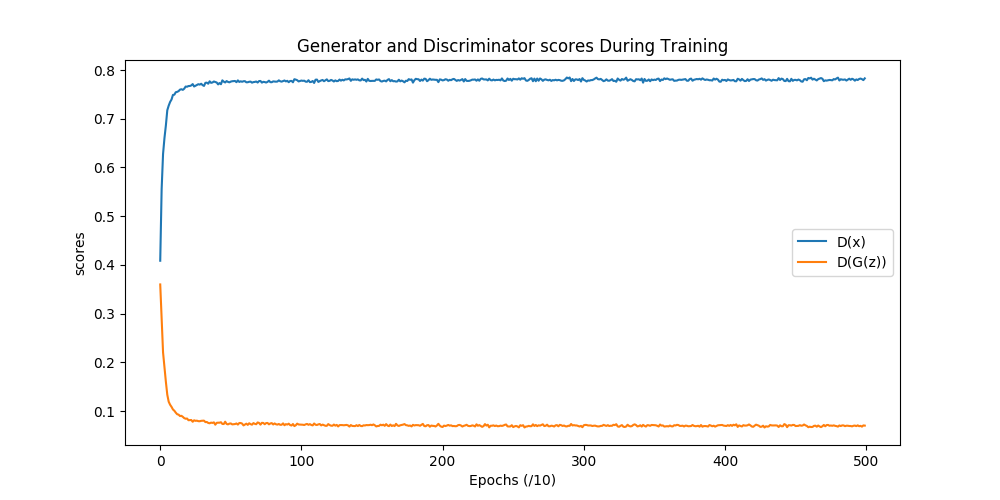 Generator and Discriminator scores During Training
0.8
0.7
0.6
0.5
0.4
0.3
0.2
0.1
scores
D(x)
D(G(z))
0 100 200 300 400 500
Epochs (/10)